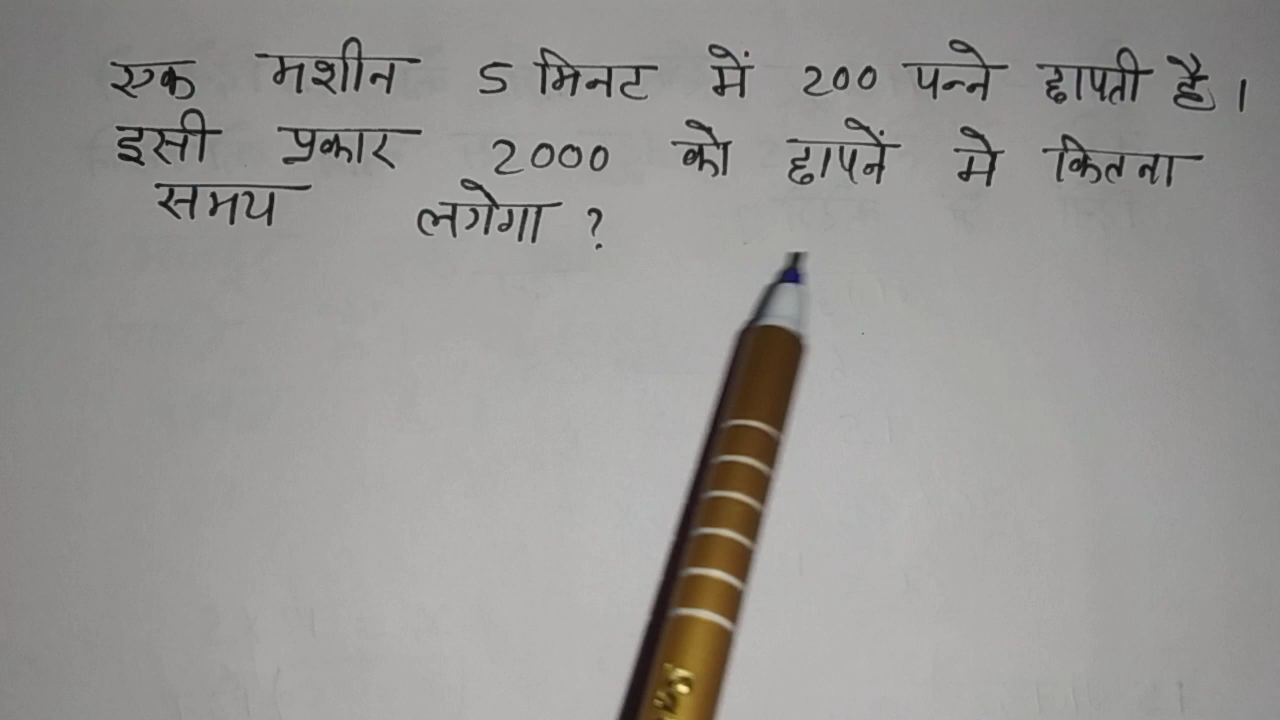 एक मशीन 5 मिनट में 200 पन्ने छापती है।
इसी प्रकार 2000 को छापनें मे कितना
समय लगेगा ?